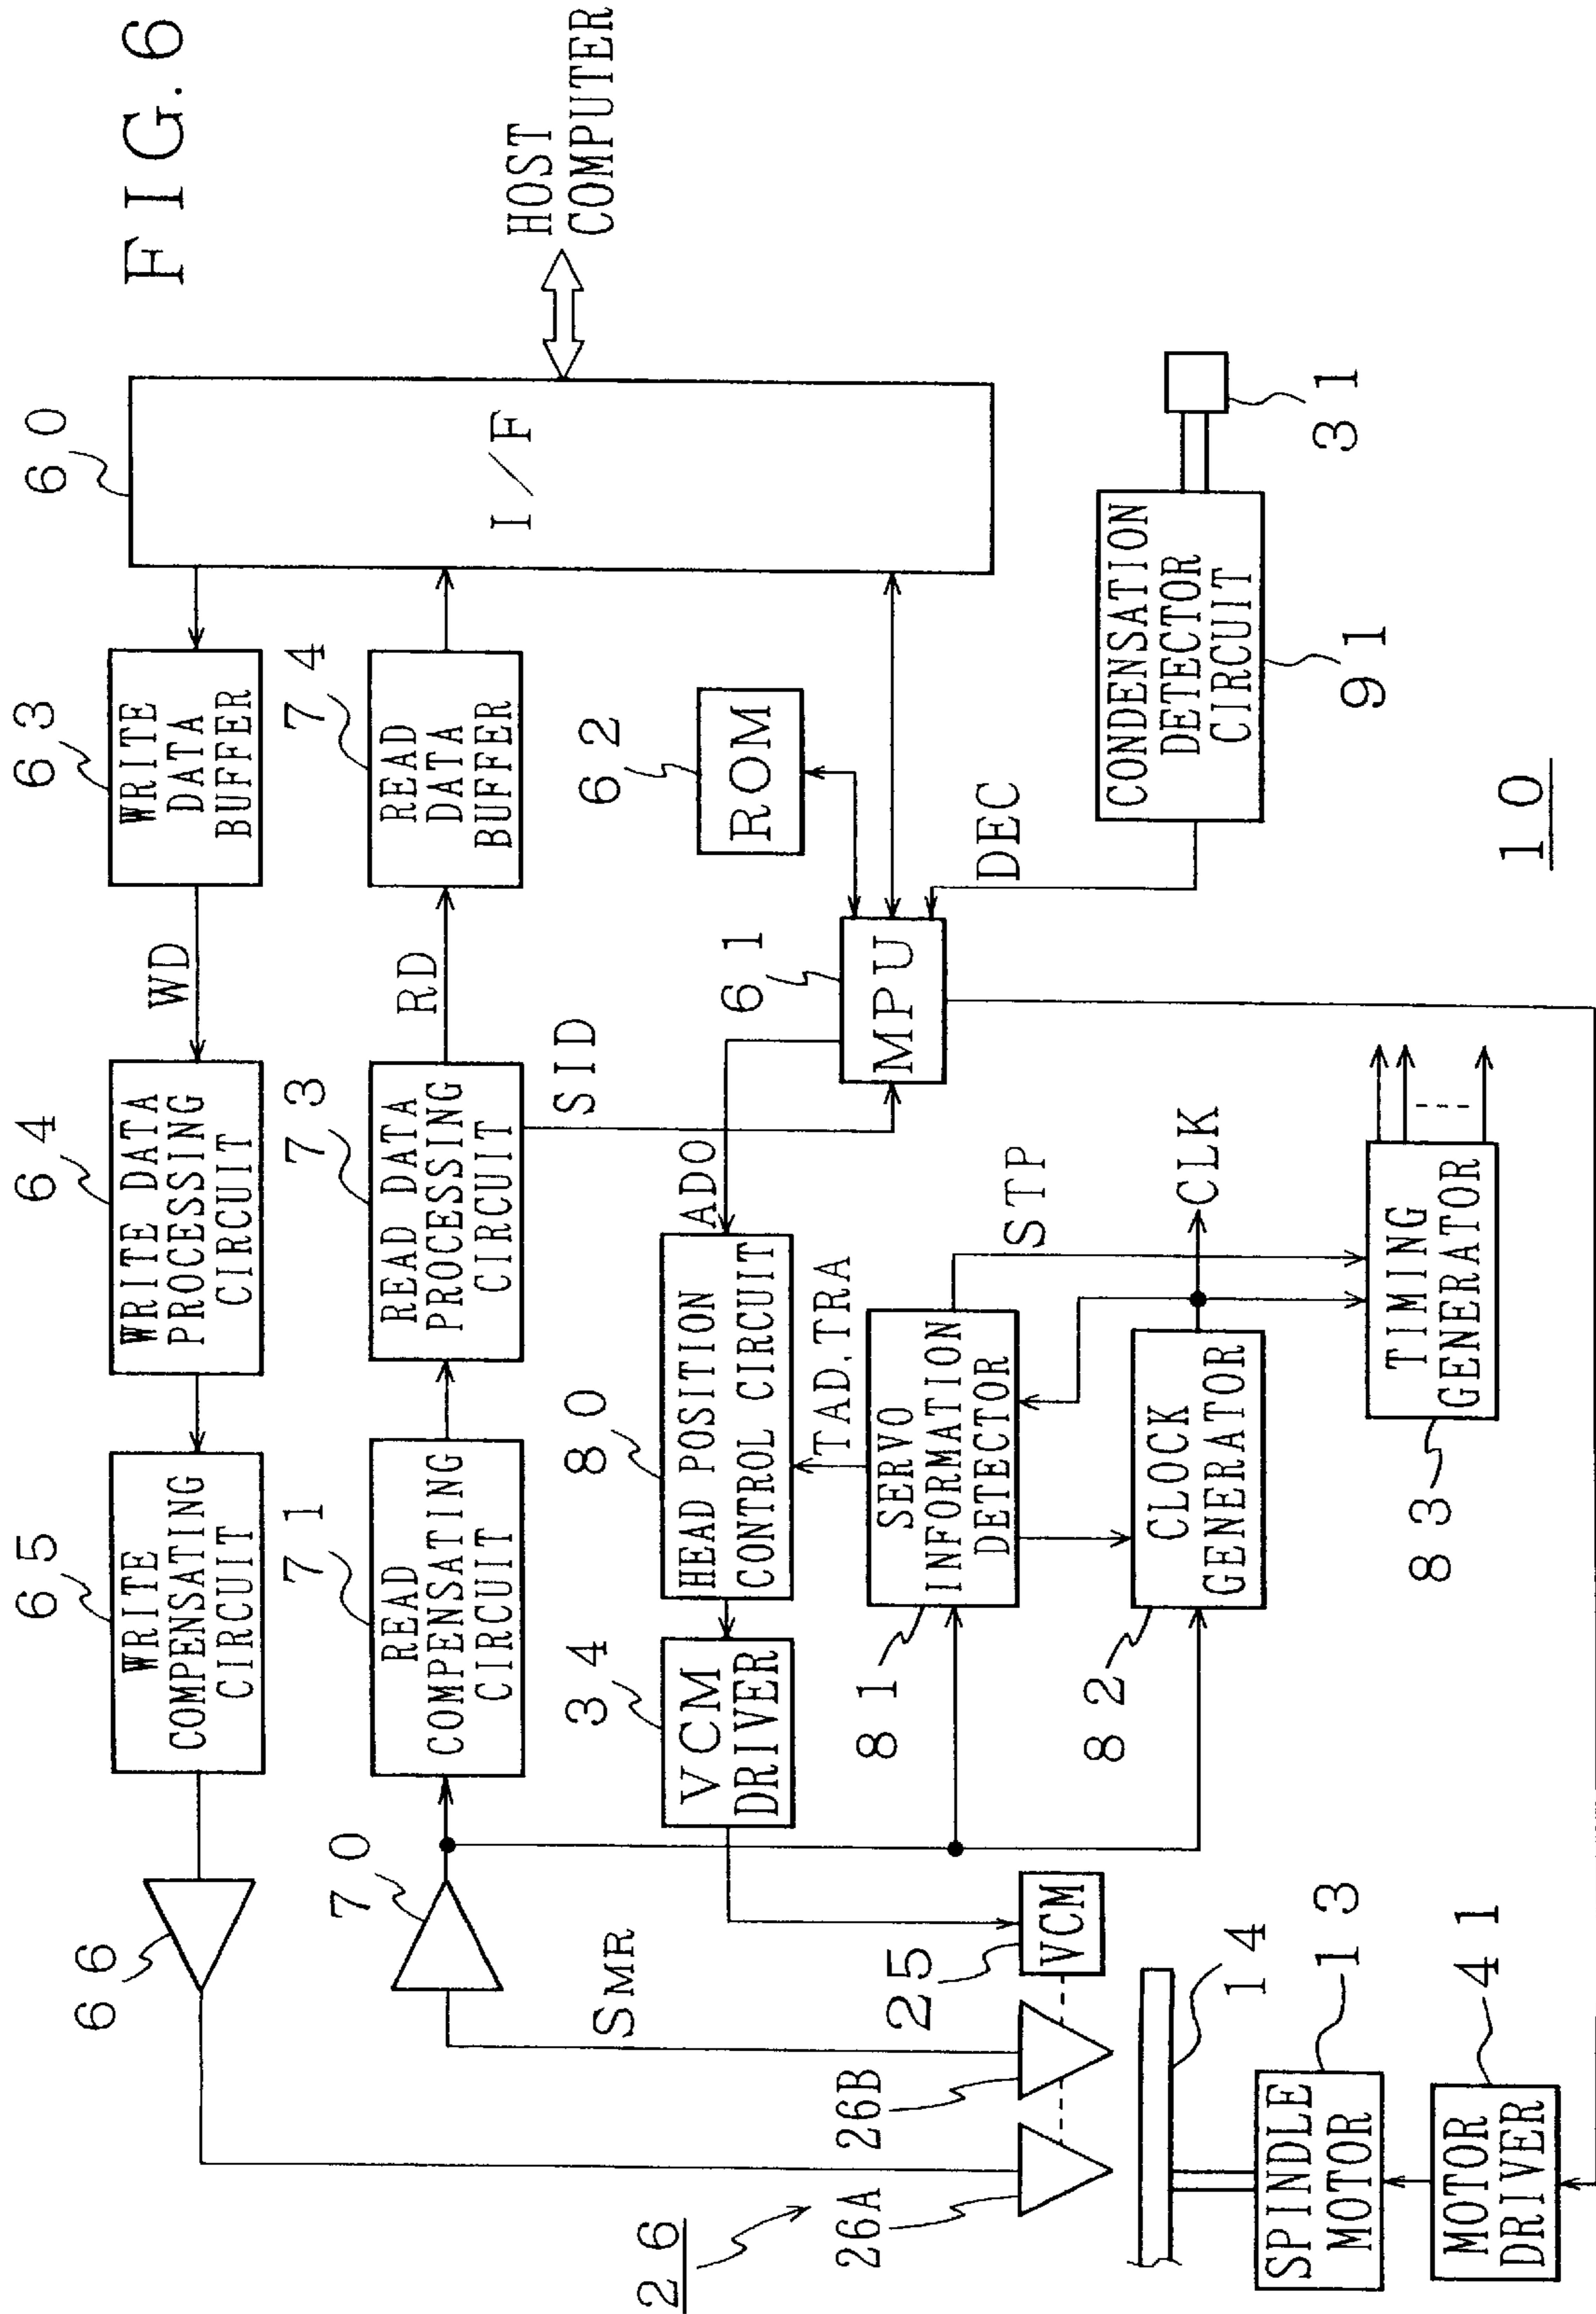 FIG.6
60
I/F
HOST
COMPUTER
63
WRITE
DATA
BUFFER
WD
64
WRITE DATA
PROCESSING
CIRCUIT
65
WRITE
COMPENSATING
CIRCUIT
66
74
READ
DATA
BUFFER
RD
73
READ DATA
PROCESSING
CIRCUIT
SID
71
READ
COMPENSATING
CIRCUIT
70
SMR
62
ROM
61
MPU
ADO
DEC
CONDENSATION
DETECTOR
CIRCUIT
91
31
80
HEAD POSITION
CONTROL CIRCUIT
TAD.TRA
34
VCM
DRIVER
SERVO
INFORMATION
DETECTOR
81
STP
CLK
CLOCK
GENERATOR
82
TIMING
GENERATOR
83
25
VCM
26
26A
26B
14
SPINDLE
MOTOR
13
MOTOR
DRIVER
41
10